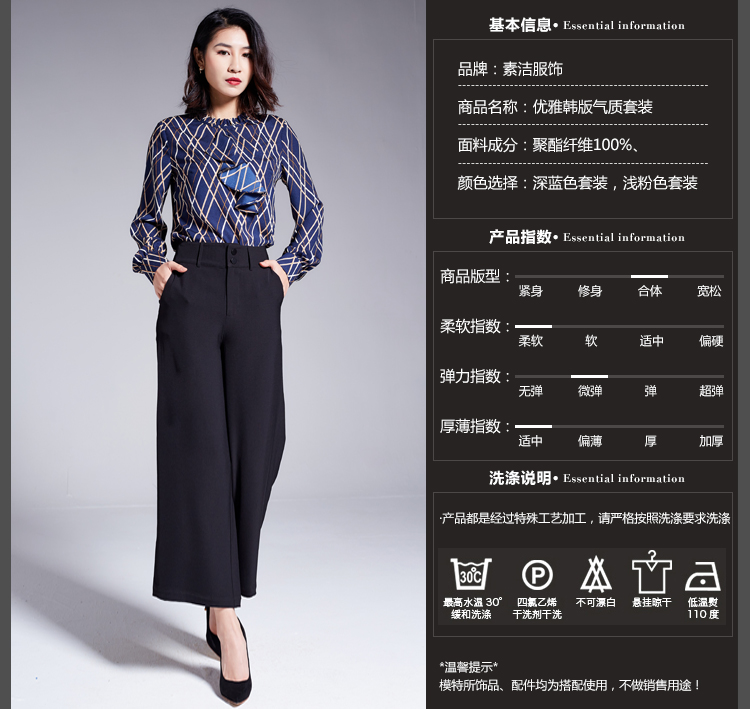 基本信息• Essential information
品牌：素洁服饰
商品名称：优雅韩版气质套装
面料成分：聚酯纤维100%、
颜色选择：深蓝色套装，浅粉色套装
产品指数• Essential information
商品版型：
紧身 修身 合体 宽松
柔软指数：
柔软 软 适中 偏硬
弹力指数：
无弹 微弹 弹 超弹
厚薄指数：
适中 偏薄 厚 加厚
洗涤说明• Essential information
·产品都是经过特殊工艺加工，请严格按照洗涤要求洗涤
30℃ P
最高水温 30° 四氯乙烯 不可漂白 悬挂晾干 低温熨
缓和洗涤 干洗剂干洗 110 度
*温馨提示*
模特所饰品、配件均为搭配使用，不做销售用途！